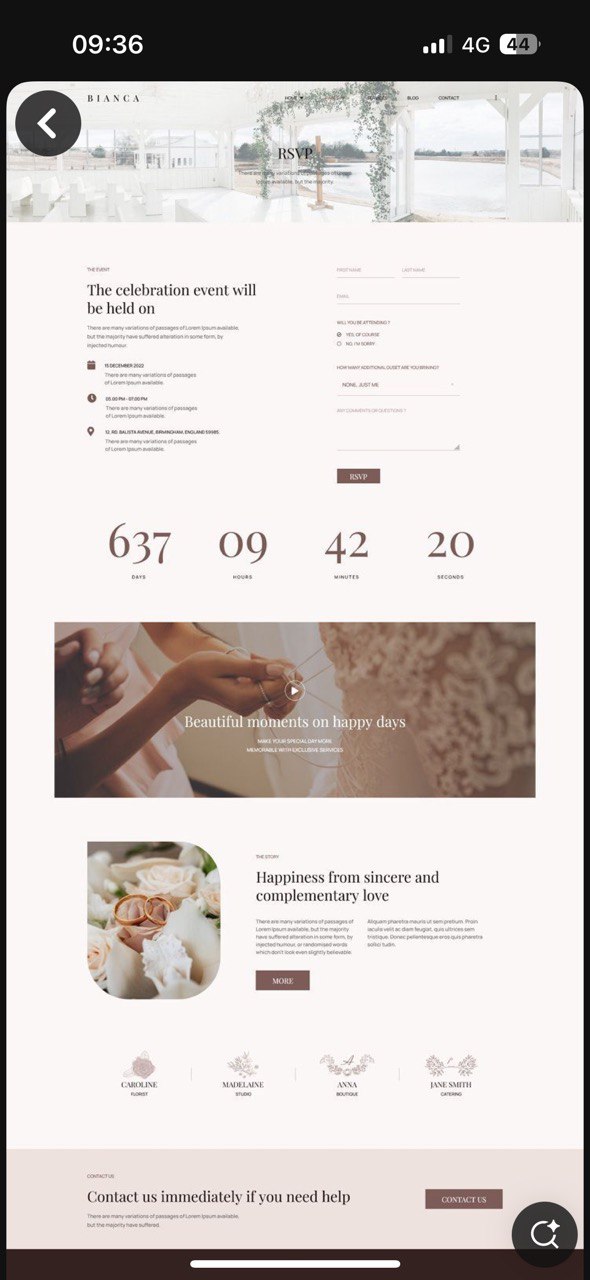 09:36
4G 44
BIANCA
HOME
BLOG
CONTACT
RSVP
There are many variations of passages of Lorem
Ipsum available, but the majority.
THE EVENT
The celebration event will
be held on
There are many variations of passages of Lorem Ipsum available,
but the majority have suffered alteration in some form, by
injected humour.
15 DECEMBER 2022
There are many variations of passages
of Lorem Ipsum available.
05.00 PM - 07.00 PM
There are many variations of passages
of Lorem Ipsum available.
12, RD. BALISTA AVENUE, BIRMINGHAM, ENGLAND 59985.
There are many variations of passages
of Lorem Ipsum available.
FIRST NAME
LAST NAME
EMAIL
WILL YOU BE ATTENDING ?
YES, OF COURSE
NO, I'M SORRY
HOW MANY ADDITIONAL GUSET ARE YOU BRINING?
NONE, JUST ME
ANY COMMENTS OR QUESTIONS ?
RSVP
637 09 42 20
DAYS HOURS MINUTES SECONDS
Beautiful moments on happy days
MAKE YOUR SPECIAL DAY MORE
MEMORABLE WITH EXCLUSIVE SERVICES
THE STORY
Happiness from sincere and
complementary love
There are many variations of passages of
Lorem Ipsum available, but the majority
have suffered alteration in some form, by
injected humour, or randomised words
which don't look even slightly believable.
Aliquam pharetra mauris ut sem pretium. Proin
iaculis velit ac diam feugiat, quis ultrices sem
tristique. Donec pellentesque eros quis pharetra
sollici tudin.
MORE
A
CAROLINE
FLORIST
MADELAINE
STUDIO
ANNA
BOUTIQUE
JANE SMITH
CATERING
CONTACT US
Contact us immediately if you need help
There are many variations of passages of Lorem Ipsum available,
but the majority have suffered.
CONTACT US